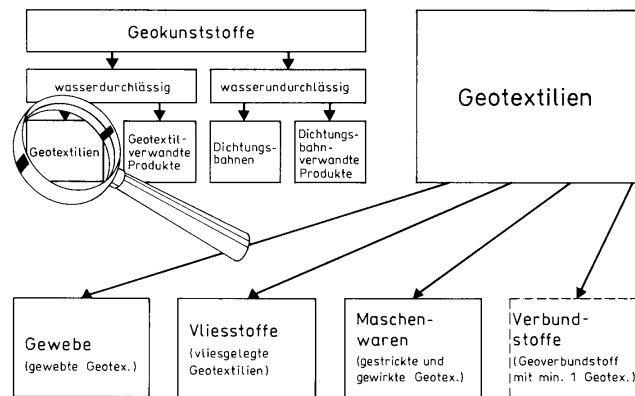 Geokunststoffe
wasserdurchlässig
wasserundurchlässig
Geotextilien
Geotextil-
verwandte
Produkte
Dichtungs-
bahnen
Dichtungs-
bahn-
verwandte
Produkte
Geotextilien
Gewebe
(gewebte Geotex.)
Vliesstoffe
(vliesgelegte
Geotextilien)
Maschen-
waren
(gestrickte und
gewirkte Geotex.)
Verbund-
stoffe
(Geoverbundstoff
mit min. 1 Geotex.)